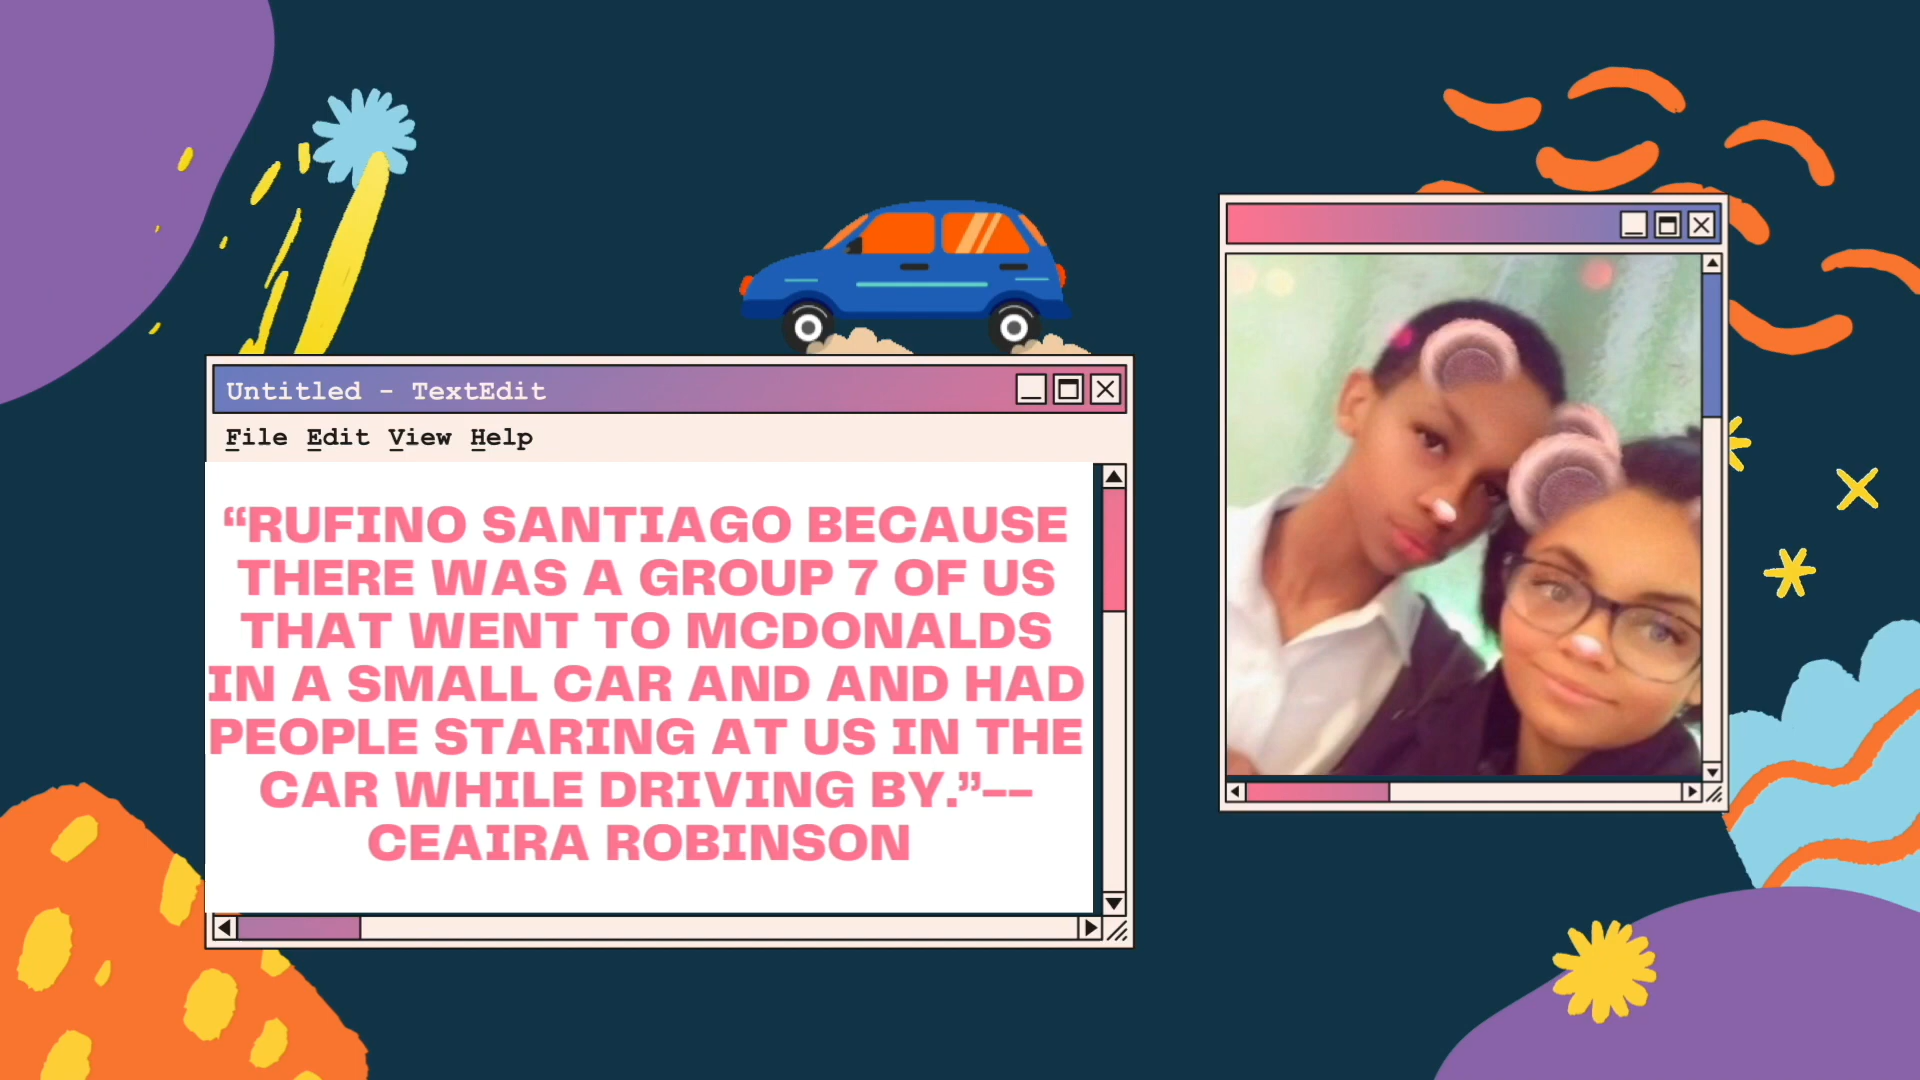 Untitled - TextEdit
File Edit View Help
“RUFINO SANTIAGO BECAUSE
THERE WAS A GROUP 7 OF US
THAT WENT TO MCDONALDS
IN A SMALL CAR AND AND HAD
PEOPLE STARING AT US IN THE
CAR WHILE DRIVING BY.”--
CEAIRA ROBINSON